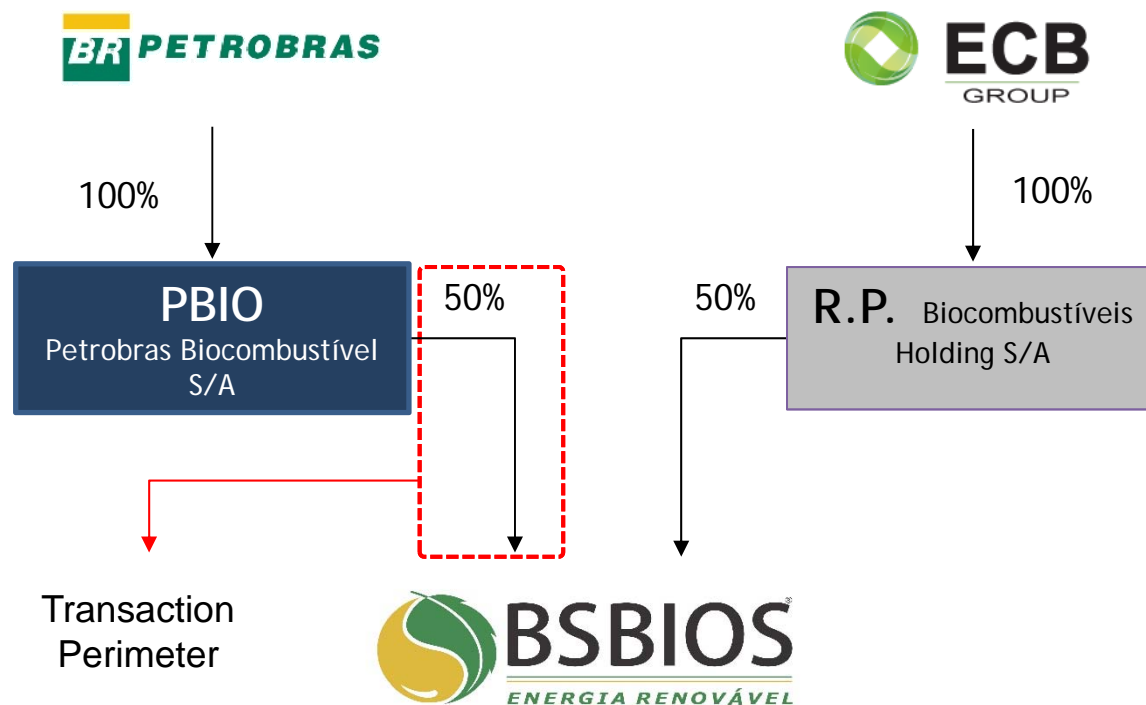 BR PETROBRAS
ECB
GROUP
100%
100%
PBIO
Petrobras Biocombustível
S/A
50%
50%
R.P. Biocombustíveis
Holding S/A
Transaction
Perimeter
BSBIOS®
ENERGIA RENOVÁVEL